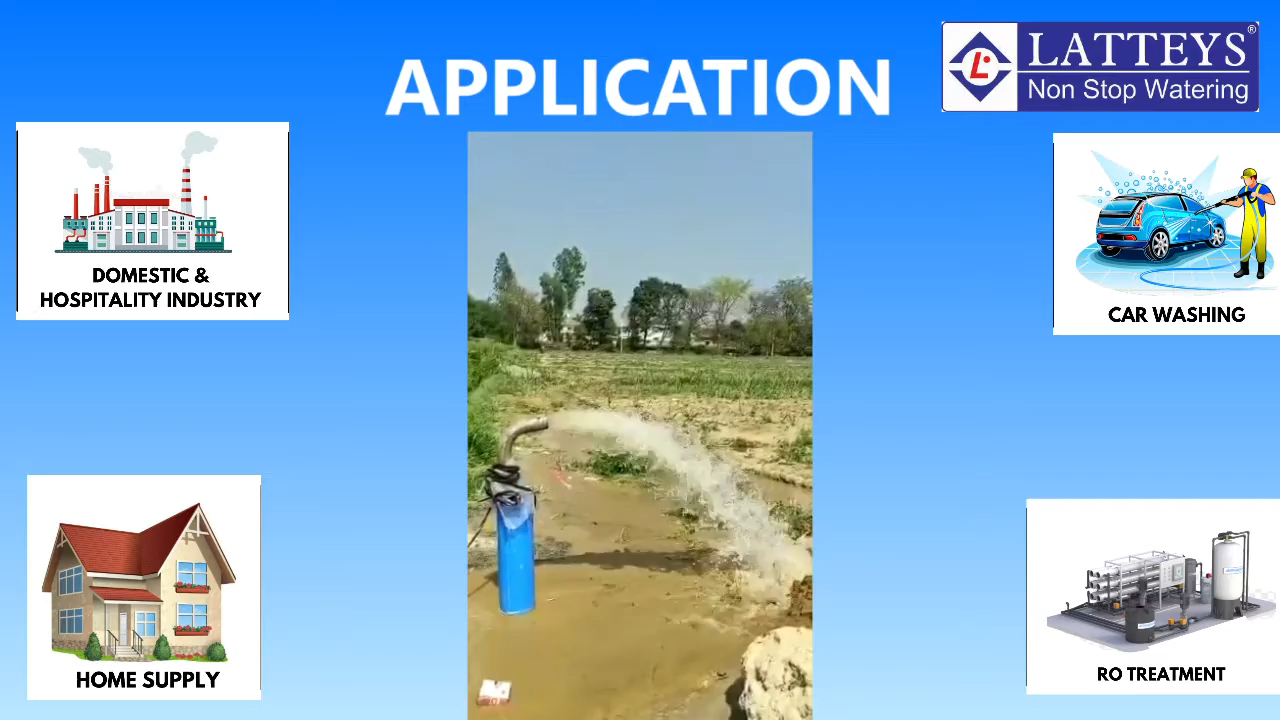 APPLICATION
LATTEYS®
Non Stop Watering
DOMESTIC &
HOSPITALITY INDUSTRY
CAR WASHING
HOME SUPPLY
RO TREATMENT